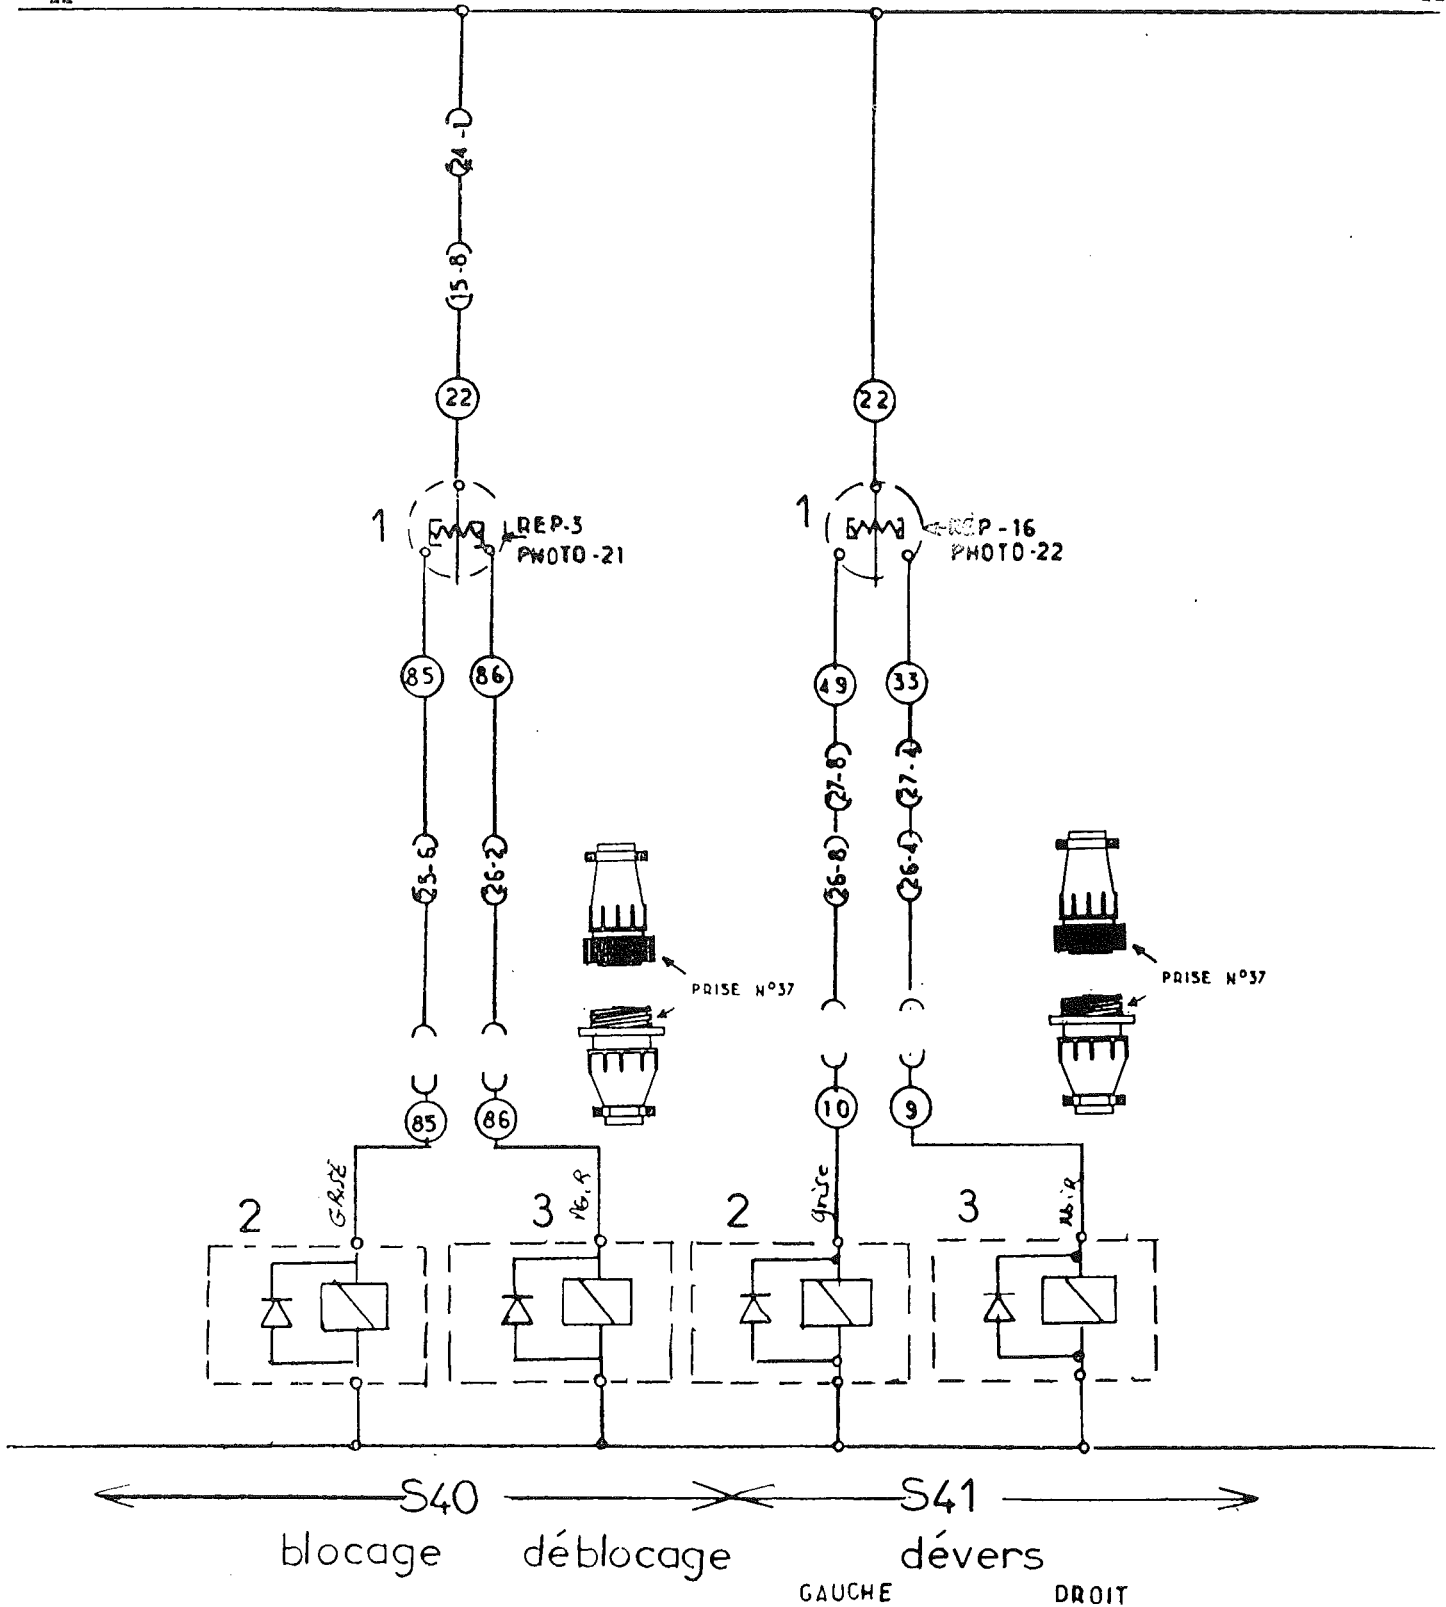 24-1
15-8
22
22
1
REP-3
PHOTO-21
1
REP-16
PHOTO-22
85
86
49
33
27-8
27-4
26-2
26-8
26-4
PRISE N°37
PRISE N°37
85
86
10
9
GRISE
grise
2
3
2
3
S40
S41
blocage
déblocage
dévers
GAUCHE
DROIT